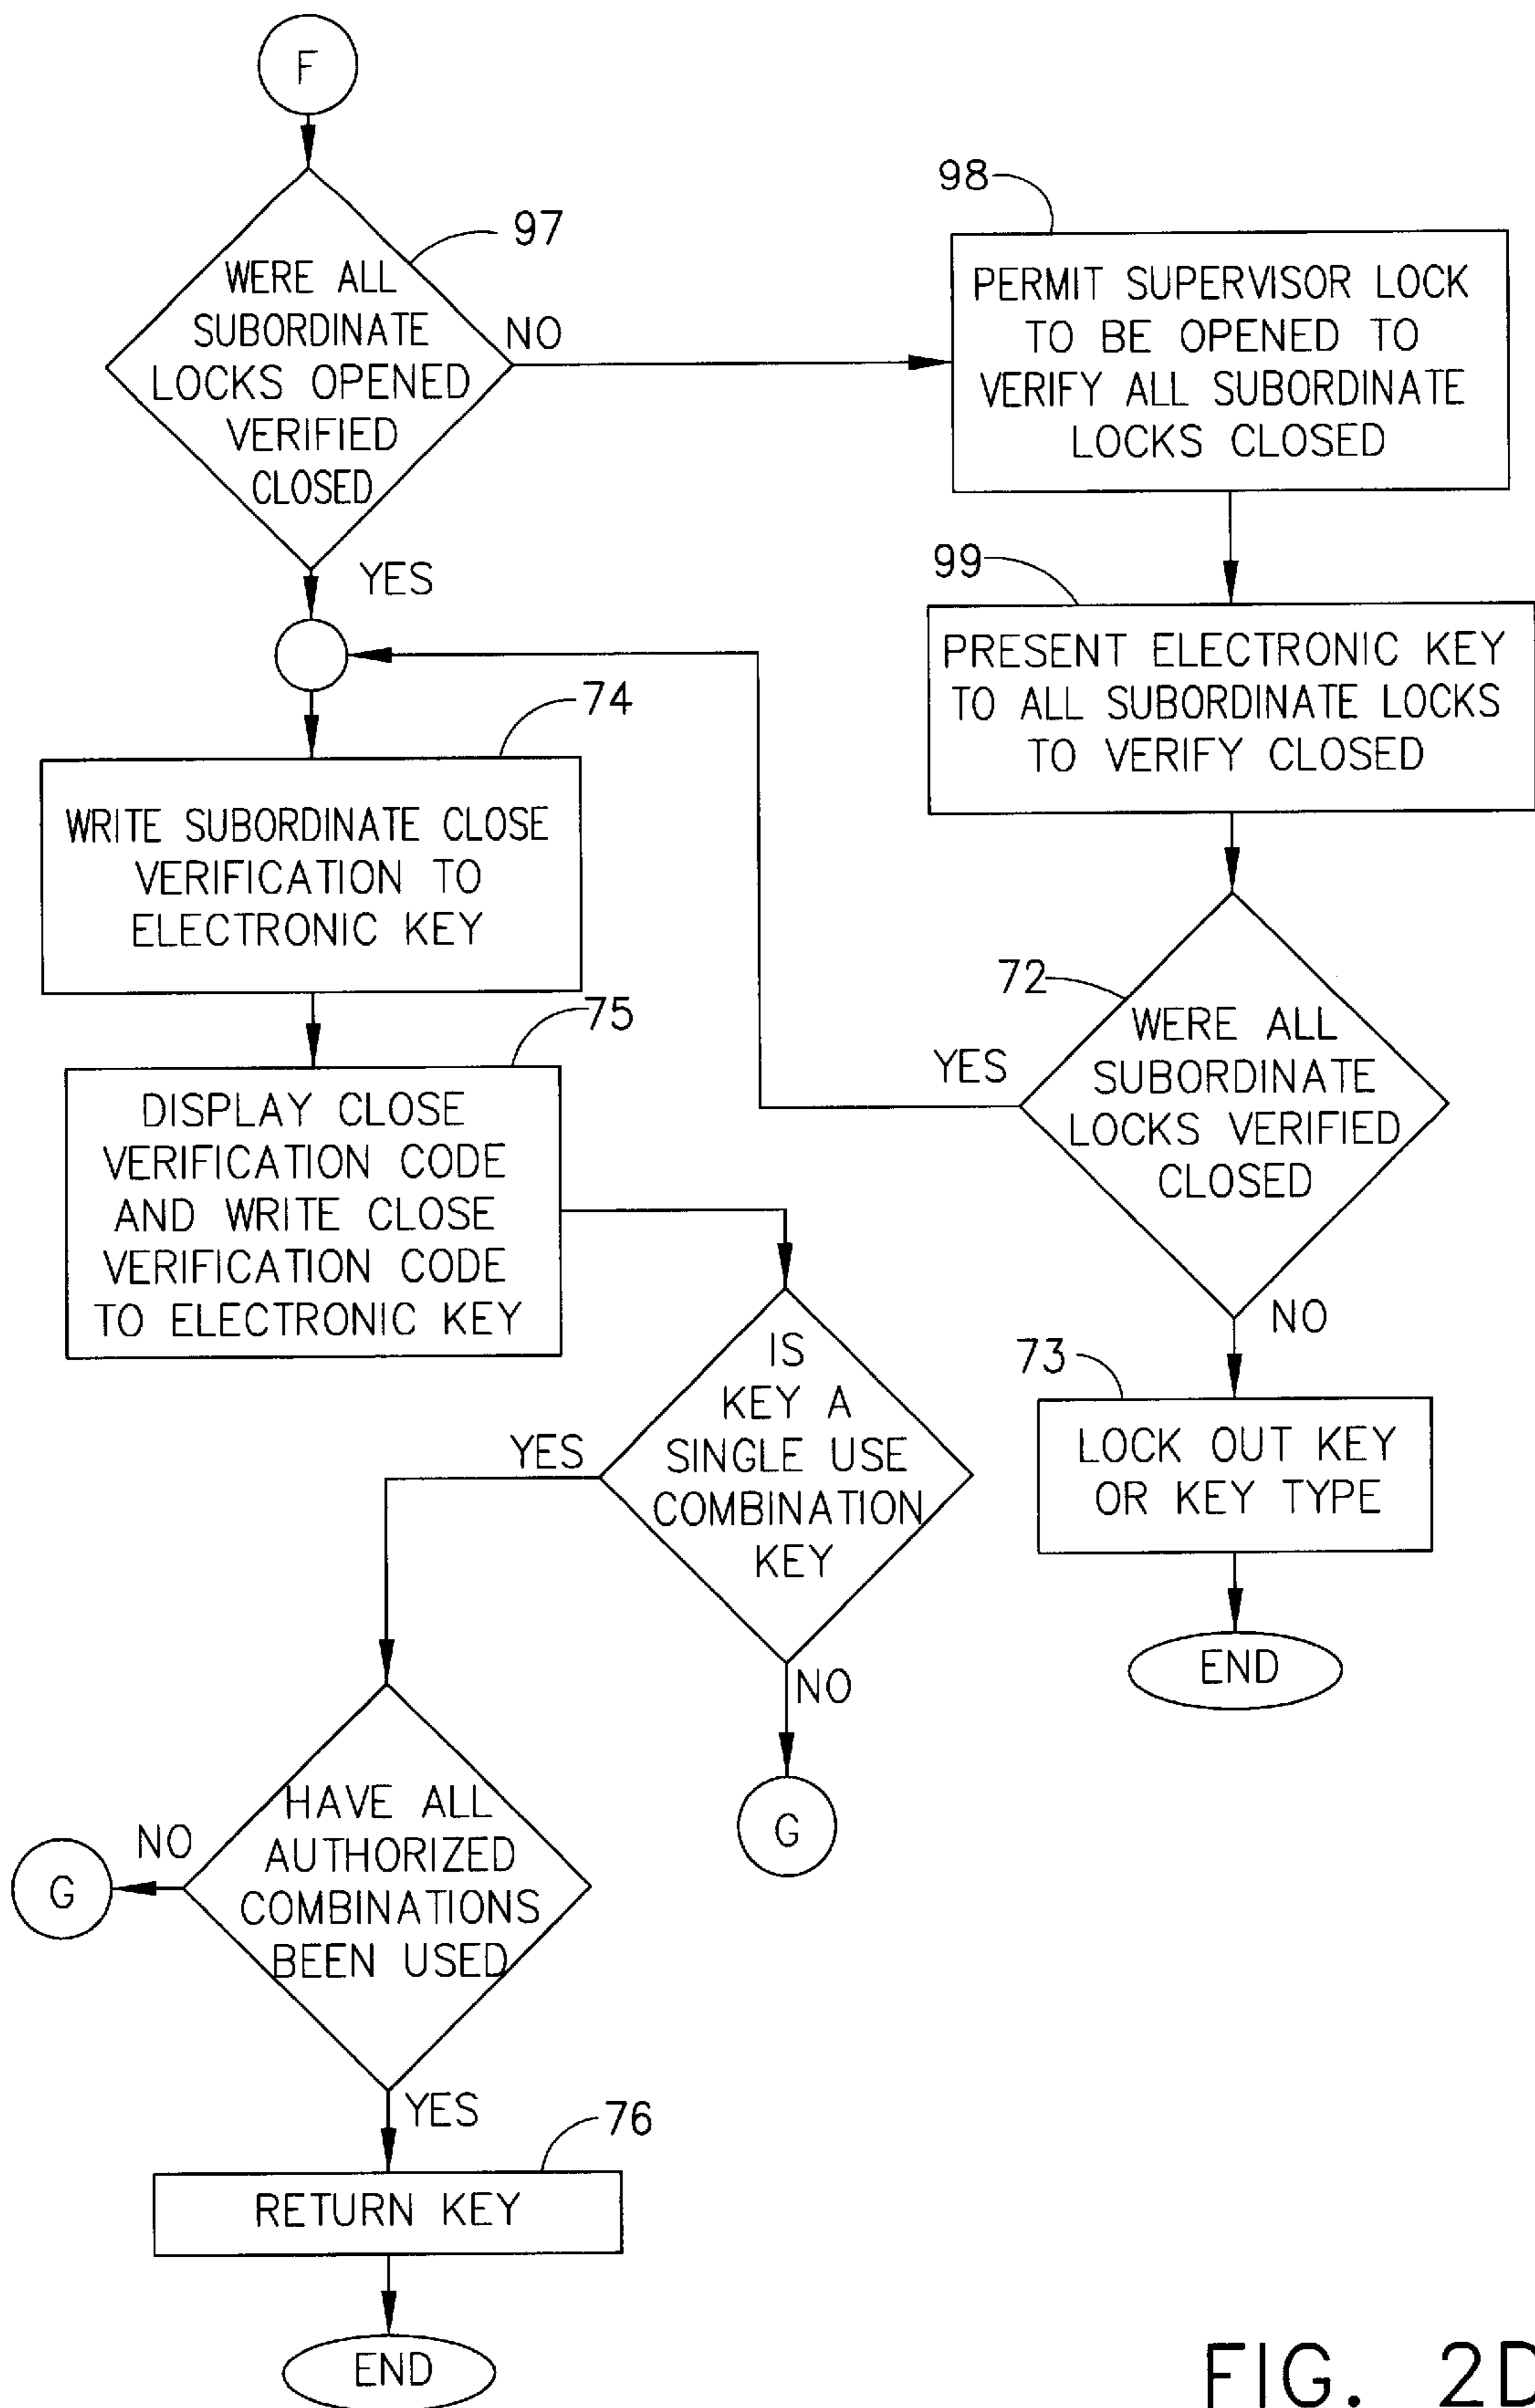 F
97
WERE ALL
SUBORDINATE
LOCKS OPENED
VERIFIED
CLOSED
NO
YES
98
PERMIT SUPERVISOR LOCK
TO BE OPENED TO
VERIFY ALL SUBORDINATE
LOCKS CLOSED
99
PRESENT ELECTRONIC KEY
TO ALL SUBORDINATE LOCKS
TO VERIFY CLOSED
74
WRITE SUBORDINATE CLOSE
VERIFICATION TO
ELECTRONIC KEY
72
WERE ALL
SUBORDINATE
LOCKS VERIFIED
CLOSED
YES
NO
75
DISPLAY CLOSE
VERIFICATION CODE
AND WRITE CLOSE
VERIFICATION CODE
TO ELECTRONIC KEY
73
LOCK OUT KEY
OR KEY TYPE
END
IS
KEY A
SINGLE USE
COMBINATION
KEY
YES
NO
G
HAVE ALL
AUTHORIZED
COMBINATIONS
BEEN USED
NO
G
YES
76
RETURN KEY
END
FIG. 2D